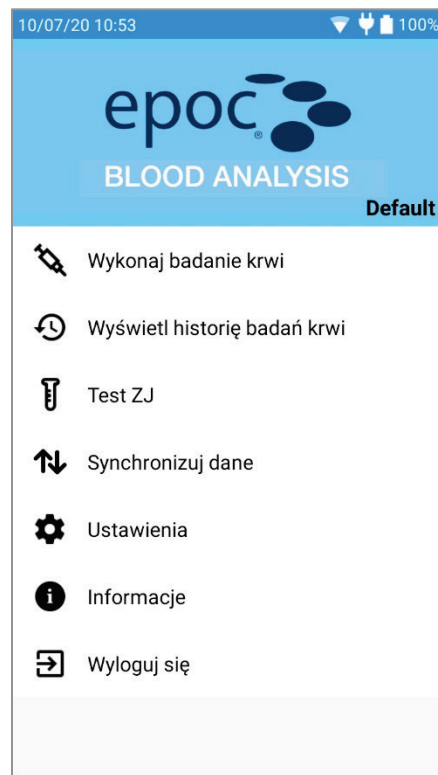 10/07/20 10:53 100%
epoc®
BLOOD ANALYSIS
Default
Wykonaj badanie krwi
Wyświetl historię badań krwi
Test ZJ
Synchronizuj dane
Ustawienia
Informacje
Wyloguj się